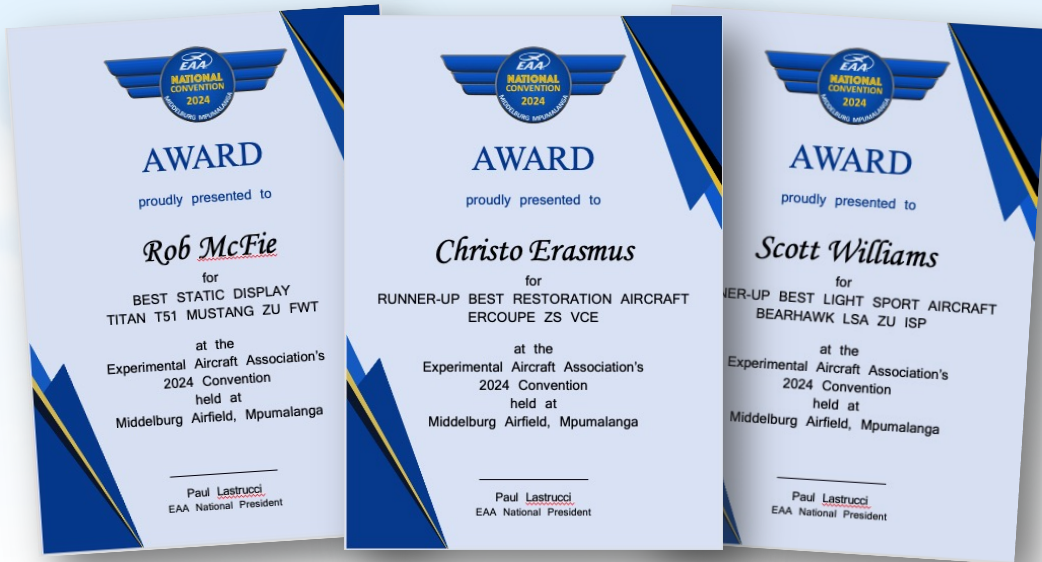 EAA
NATIONAL
CONVENTION
2024
MIDDELBURG MPUMALANGA
AWARD
proudly presented to
Rob McFie
for
BEST STATIC DISPLAY
TITAN T51 MUSTANG ZU FWT
at the
Experimental Aircraft Association's
2024 Convention
held at
Middelburg Airfield, Mpumalanga
Paul Lastrucci
EAA National President
EAA
NATIONAL
CONVENTION
2024
MIDDELBURG MPUMALANGA
AWARD
proudly presented to
Christo Erasmus
for
RUNNER-UP BEST RESTORATION AIRCRAFT
ERCOUPE ZS VCE
at the
Experimental Aircraft Association's
2024 Convention
held at
Middelburg Airfield, Mpumalanga
Paul Lastrucci
EAA National President
EAA
NATIONAL
CONVENTION
2024
MIDDELBURG MPUMALANGA
AWARD
proudly presented to
Scott Williams
for
NER-UP BEST LIGHT SPORT AIRCRAFT
BEARHAWK LSA ZU ISP
at the
Experimental Aircraft Association's
2024 Convention
held at
Middelburg Airfield, Mpumalanga
Paul Lastrucci
EAA National President